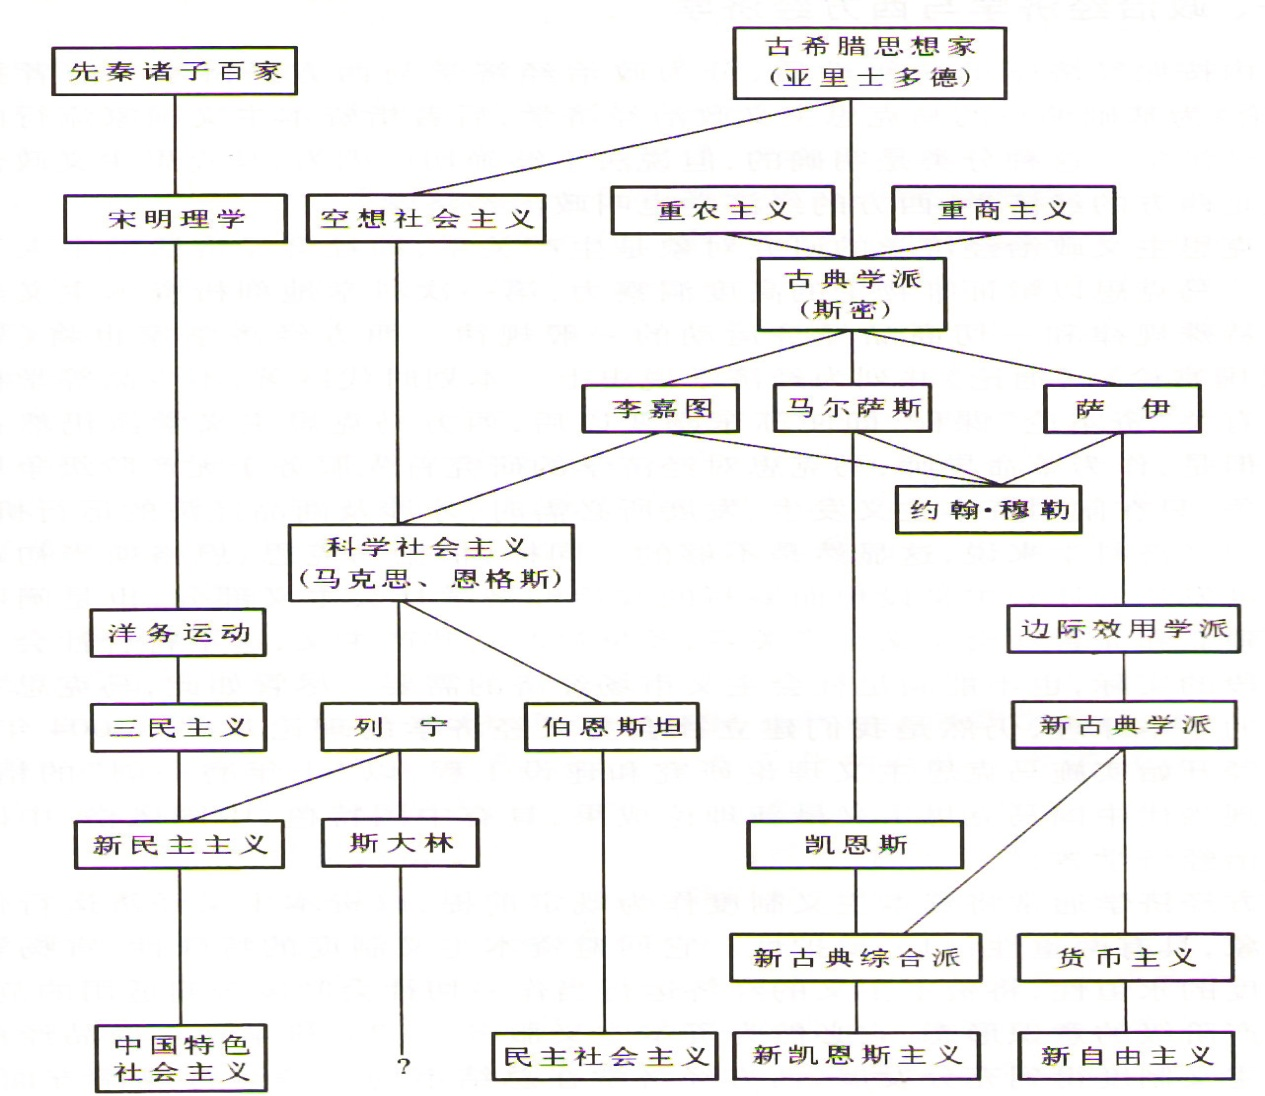 先秦诸子百家
古希腊思想家
(亚里士多德)
宋明理学
空想社会主义
重农主义
重商主义
古典学派
(斯密)
李嘉图
马尔萨斯
萨伊
约翰·穆勒
科学社会主义
(马克思、恩格斯)
洋务运动
边际效用学派
三民主义
列宁
伯恩斯坦
新古典学派
新民主主义
斯大林
凯恩斯
新古典综合派
货币主义
中国特色
社会主义
?
民主社会主义
新凯恩斯主义
新自由主义